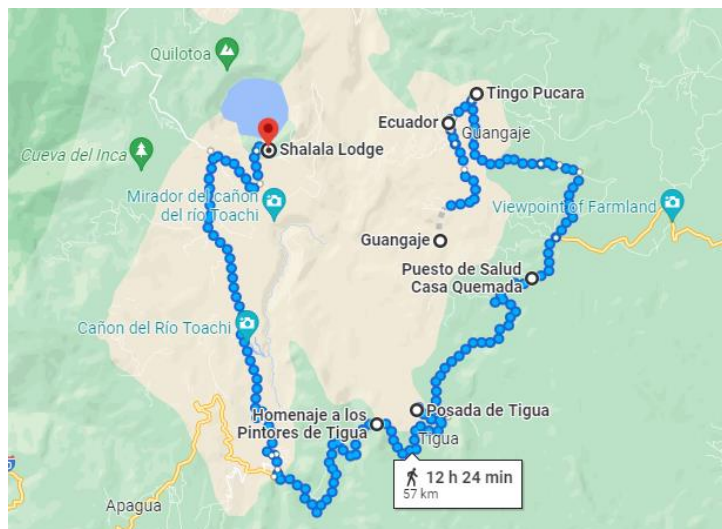 Quilotoa
Tingo Pucara
Ecuador
Guangaje
Shalala Lodge
Cueva del Inca
Mirador del cañon
del río Toachi
Viewpoint of Farmland
Guangaje
Puesto de Salud
Casa Quemada
Cañon del Río Toachi
Homenaje a los
Pintores de Tigua
Posada de Tigua
Tigua
12 h 24 min
57 km
Apagua